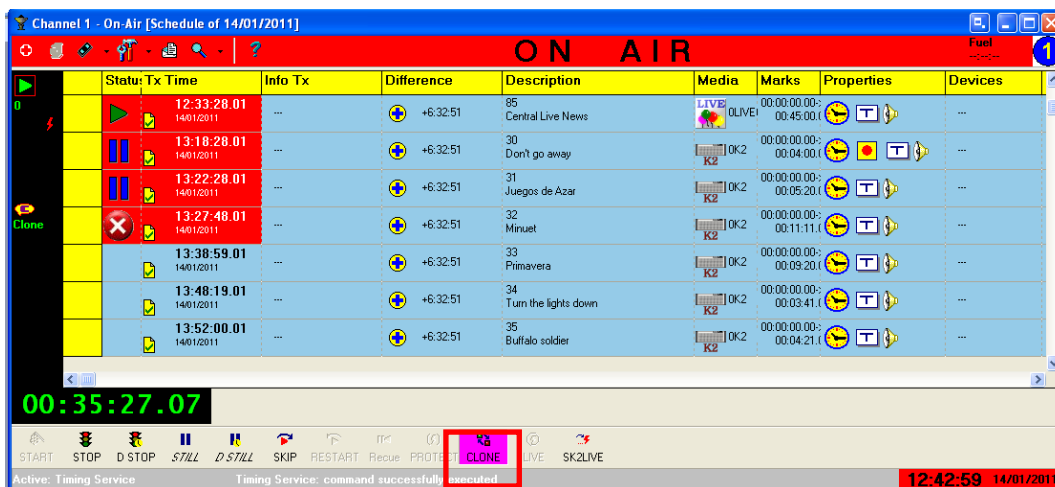 Channel 1 - On-Air [Schedule of 14/01/2011]
ON AIR
Fuel
--:--:--
1
0
Clone
Statu: Tx Time Info Tx Difference Description Media Marks Properties Devices
12:33:28.01 85 LIVE 00:00:00.00-
14/01/2011 --- +6:32:51 Central Live News 0LIVE 00:45:00.( T ---
13:18:28.01 30 00:00:00.00-
14/01/2011 --- +6:32:51 Don't go away K2 0K2 00:04:00.( T ---
13:22:28.01 31 00:00:00.00-
14/01/2011 --- +6:32:51 Juegos de Azar K2 0K2 00:05:20.( T ---
13:27:48.01 32 00:00:00.00-
14/01/2011 --- +6:32:51 Minuet K2 0K2 00:11:11.( T ---
13:38:59.01 33 00:00:00.00-
14/01/2011 --- +6:32:51 Primavera K2 0K2 00:09:20.( T ---
13:48:19.01 34 00:00:00.00-
14/01/2011 --- +6:32:51 Turn the lights down K2 0K2 00:03:41.( T ---
13:52:00.01 35 00:00:00.00-
14/01/2011 --- +6:32:51 Buffalo soldier K2 0K2 00:04:21.( T ---
00:35:27.07
START STOP D STOP STILL D STILL SKIP RESTART Recue PROTECT CLONE LIVE SK2LIVE
Active: Timing Service Timing Service: command successfully executed 12:42:59 14/01/2011